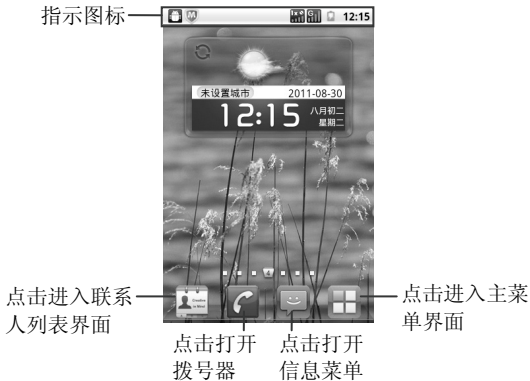 指示图标
12:15
未设置城市 2011-08-30
12:15
八月初二
星期二
4
点击进入联系
人列表界面
点击打开
拨号器
点击打开
信息菜单
点击进入主菜
单界面